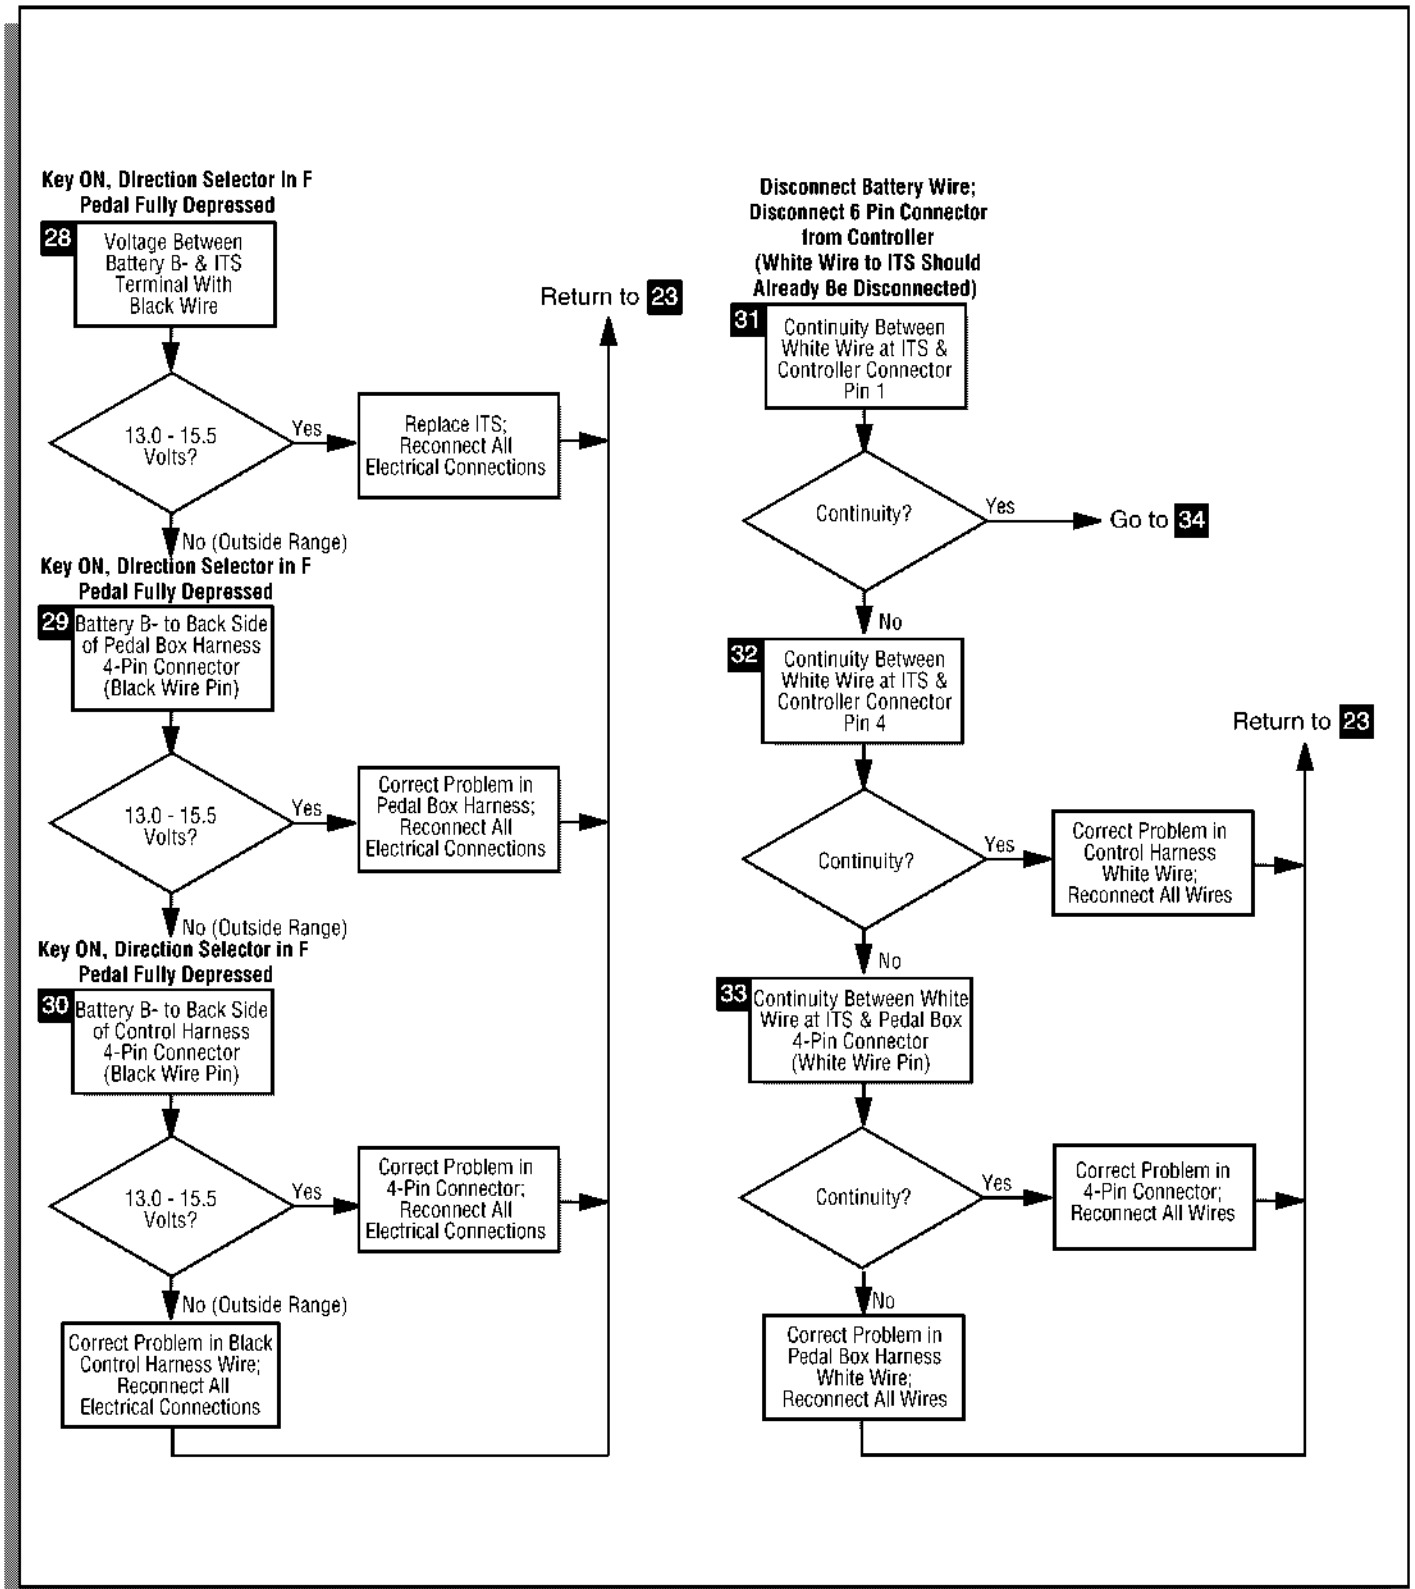 Key ON, Direction Selector in F
Pedal Fully Depressed
28
Voltage Between
Battery B- & ITS
Terminal With
Black Wire
13.0 - 15.5
Volts?
Yes
Replace ITS;
Reconnect All
Electrical Connections
Return to 23
No (Outside Range)
Key ON, Direction Selector in F
Pedal Fully Depressed
29
Battery B- to Back Side
of Pedal Box Harness
4-Pin Connector
(Black Wire Pin)
13.0 - 15.5
Volts?
Yes
Correct Problem in
Pedal Box Harness;
Reconnect All
Electrical Connections
No (Outside Range)
Key ON, Direction Selector in F
Pedal Fully Depressed
30
Battery B- to Back Side
of Control Harness
4-Pin Connector
(Black Wire Pin)
13.0 - 15.5
Volts?
Yes
Correct Problem in
4-Pin Connector;
Reconnect All
Electrical Connections
No (Outside Range)
Correct Problem in Black
Control Harness Wire;
Reconnect All
Electrical Connections
Disconnect Battery Wire;
Disconnect 6 Pin Connector
from Controller
(White Wire to ITS Should
Already Be Disconnected)
31
Continuity Between
White Wire at ITS &
Controller Connector
Pin 1
Continuity?
Yes
Go to 34
No
32
Continuity Between
White Wire at ITS &
Controller Connector
Pin 4
Return to 23
Continuity?
Yes
Correct Problem in
Control Harness
White Wire;
Reconnect All Wires
No
33
Continuity Between White
Wire at ITS & Pedal Box
4-Pin Connector
(White Wire Pin)
Continuity?
Yes
Correct Problem in
4-Pin Connector;
Reconnect All Wires
No
Correct Problem in
Pedal Box Harness
White Wire;
Reconnect All Wires